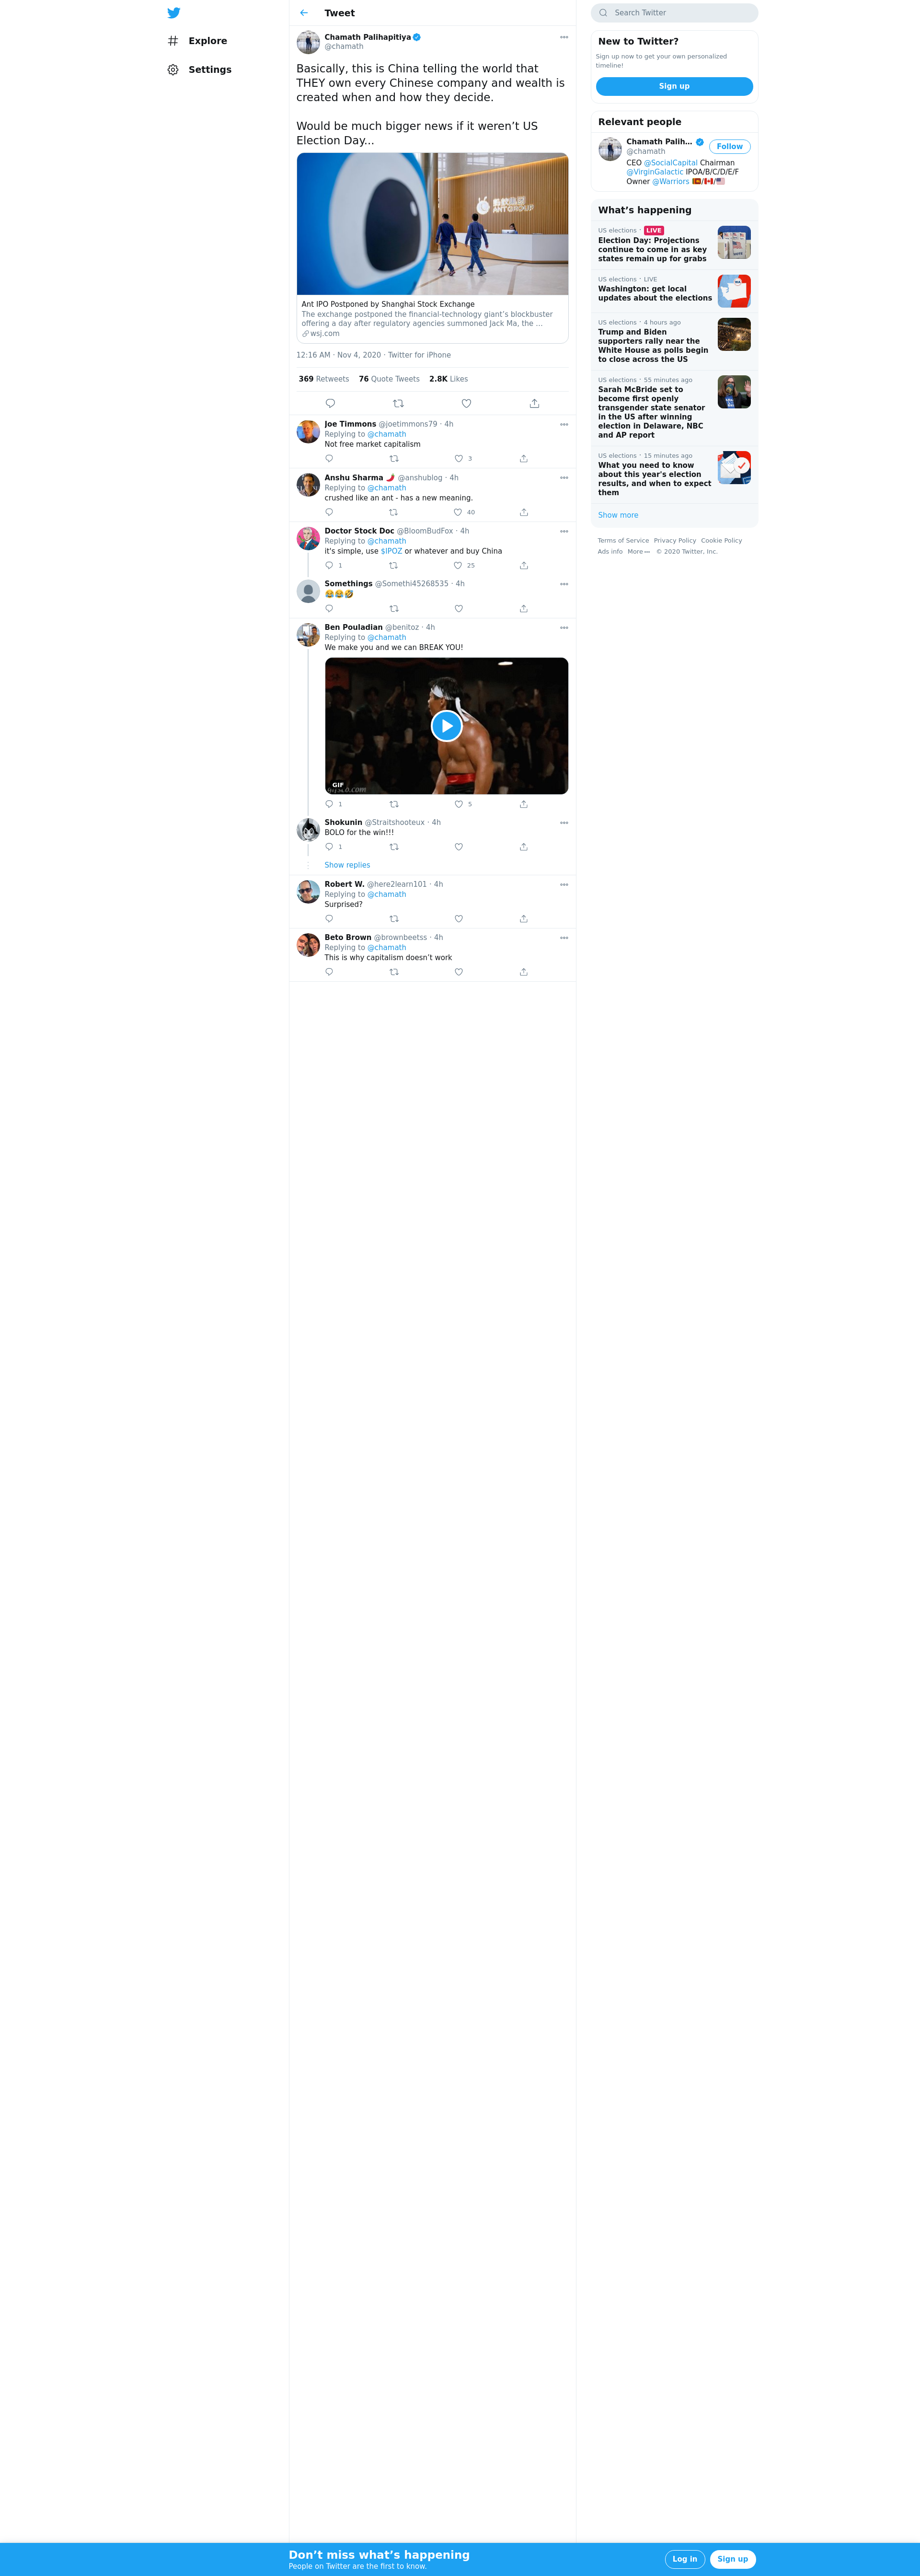 Explore
Settings
Tweet
Chamath Palihapitiya
@chamath
Basically, this is China telling the world that
THEY own every Chinese company and wealth is
created when and how they decide.
Would be much bigger news if it weren’t US
Election Day...
蚂蚁集团
ANT GROUP
Ant IPO Postponed by Shanghai Stock Exchange
The exchange postponed the financial-technology giant’s blockbuster
offering a day after regulatory agencies summoned Jack Ma, the ...
wsj.com
12:16 AM · Nov 4, 2020 · Twitter for iPhone
369 Retweets 76 Quote Tweets 2.8K Likes
Joe Timmons @joetimmons79 · 4h
Replying to @chamath
Not free market capitalism
3
Anshu Sharma 🌶 @anshublog · 4h
Replying to @chamath
crushed like an ant - has a new meaning.
40
Doctor Stock Doc @BloomBudFox · 4h
Replying to @chamath
it's simple, use $IPOZ or whatever and buy China
1 25
Somethings @Somethi45268535 · 4h
😂😂🤣
Ben Pouladian @benitoz · 4h
Replying to @chamath
We make you and we can BREAK YOU!
GIF
1 5
Shokunin @Straitshooteux · 4h
BOLO for the win!!!
1
Show replies
Robert W. @here2learn101 · 4h
Replying to @chamath
Surprised?
Beto Brown @brownbeetss · 4h
Replying to @chamath
This is why capitalism doesn’t work
Search Twitter
New to Twitter?
Sign up now to get your own personalized
timeline!
Sign up
Relevant people
Chamath Palih...
@chamath
Follow
CEO @SocialCapital Chairman
@VirginGalactic IPOA/B/C/D/E/F
Owner @Warriors 🇱🇰/🇨🇦/🇺🇸
What’s happening
US elections · LIVE
Election Day: Projections
continue to come in as key
states remain up for grabs
US elections · LIVE
Washington: get local
updates about the elections
US elections · 4 hours ago
Trump and Biden
supporters rally near the
White House as polls begin
to close across the US
US elections · 55 minutes ago
Sarah McBride set to
become first openly
transgender state senator
in the US after winning
election in Delaware, NBC
and AP report
US elections · 15 minutes ago
What you need to know
about this year's election
results, and when to expect
them
Show more
Terms of Service Privacy Policy Cookie Policy
Ads info More © 2020 Twitter, Inc.
Don’t miss what’s happening
People on Twitter are the first to know.
Log in
Sign up